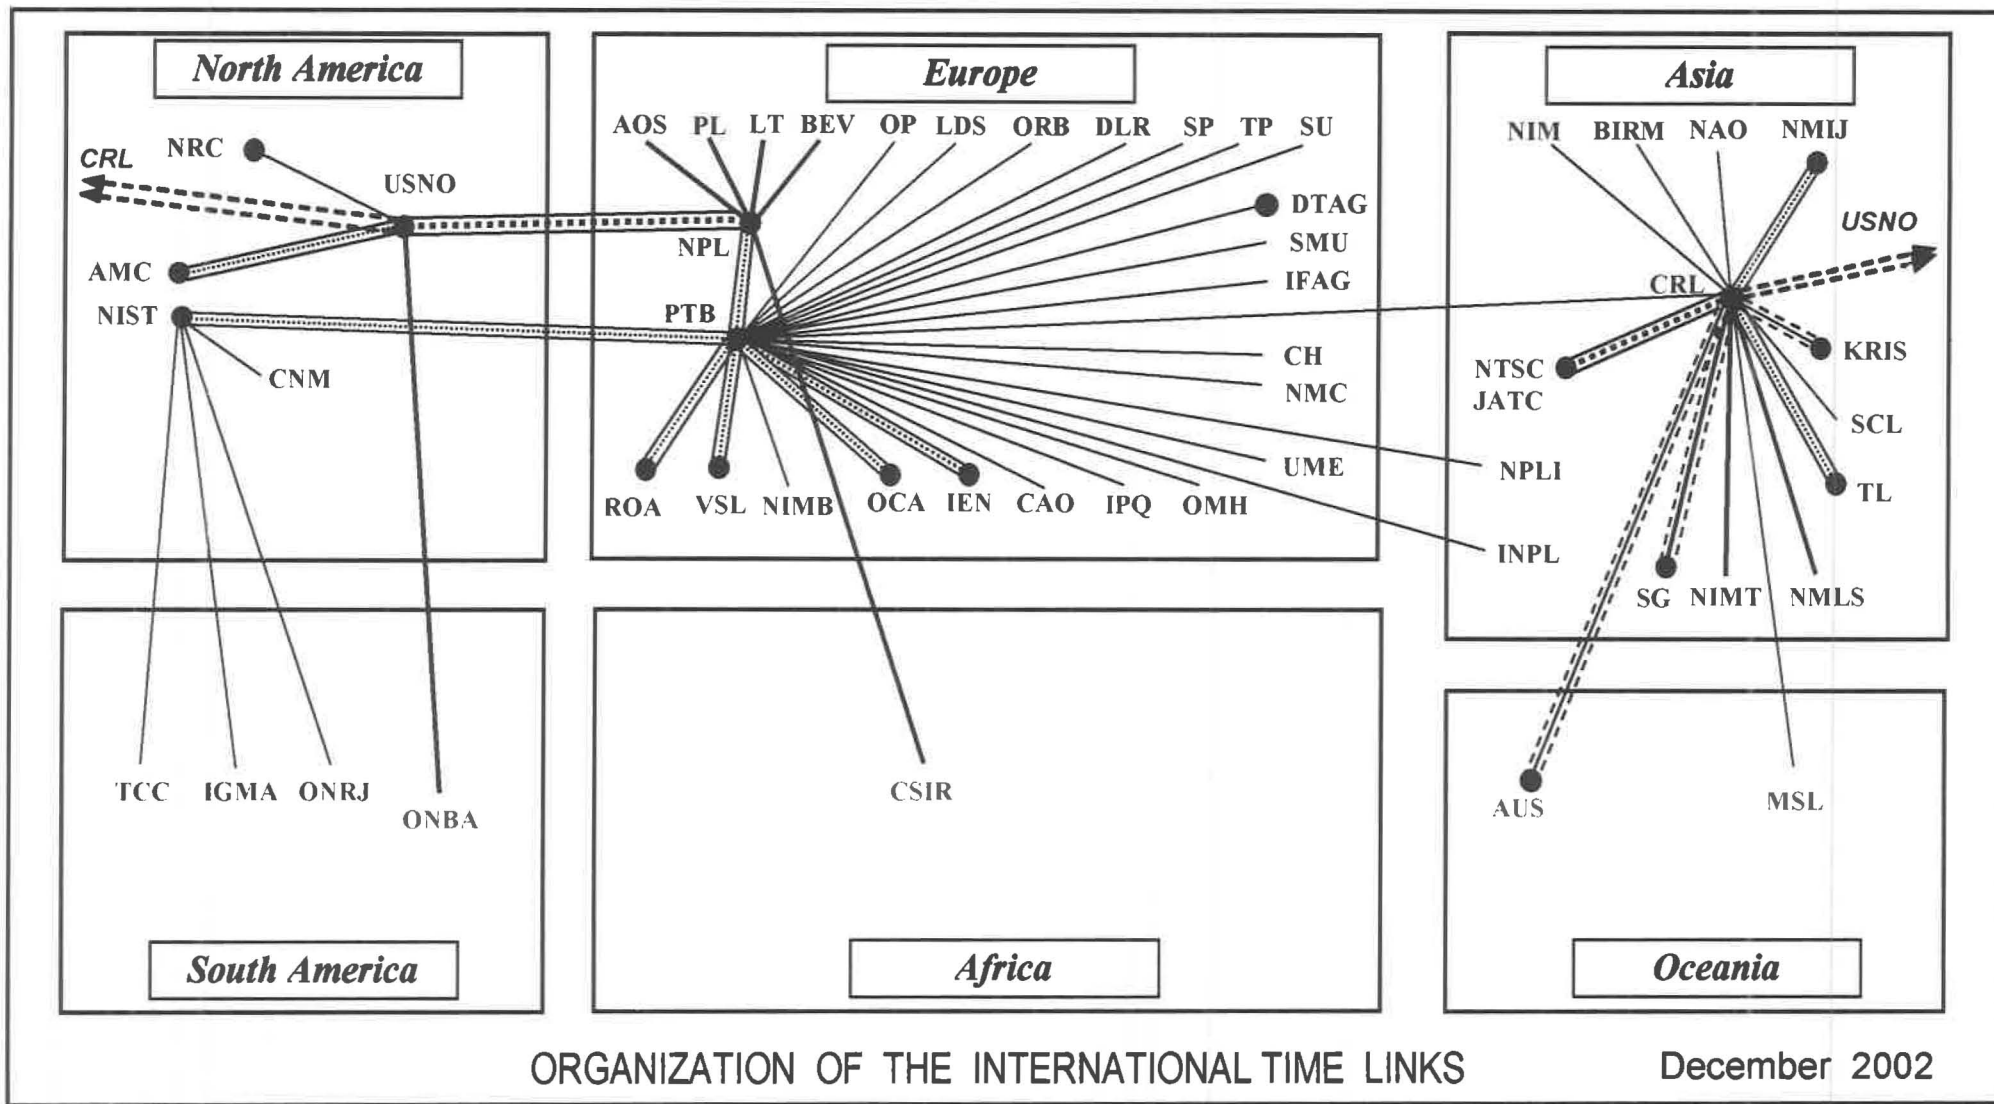 North America
Europe
Asia
AOS PL LT BEV OP LDS ORB DLR SP TP SU
NIM BIRM NAO NMIJ
NRC
CRL
USNO
DTAG
USNO
NPL
SMU
AMC
IFAG
CRL
NIST
PTB
CH
KRIS
CNM
NMC
NTSC
JATC
SCL
UME
NPLI
TL
ROA VSL NIMB OCA IEN CAO IPQ OMH
INPL
SG NIMT NMLS
TCC IGMA ONRJ
ONBA
CSIR
AUS
MSL
South America
Africa
Oceania
ORGANIZATION OF THE INTERNATIONAL TIME LINKS December 2002